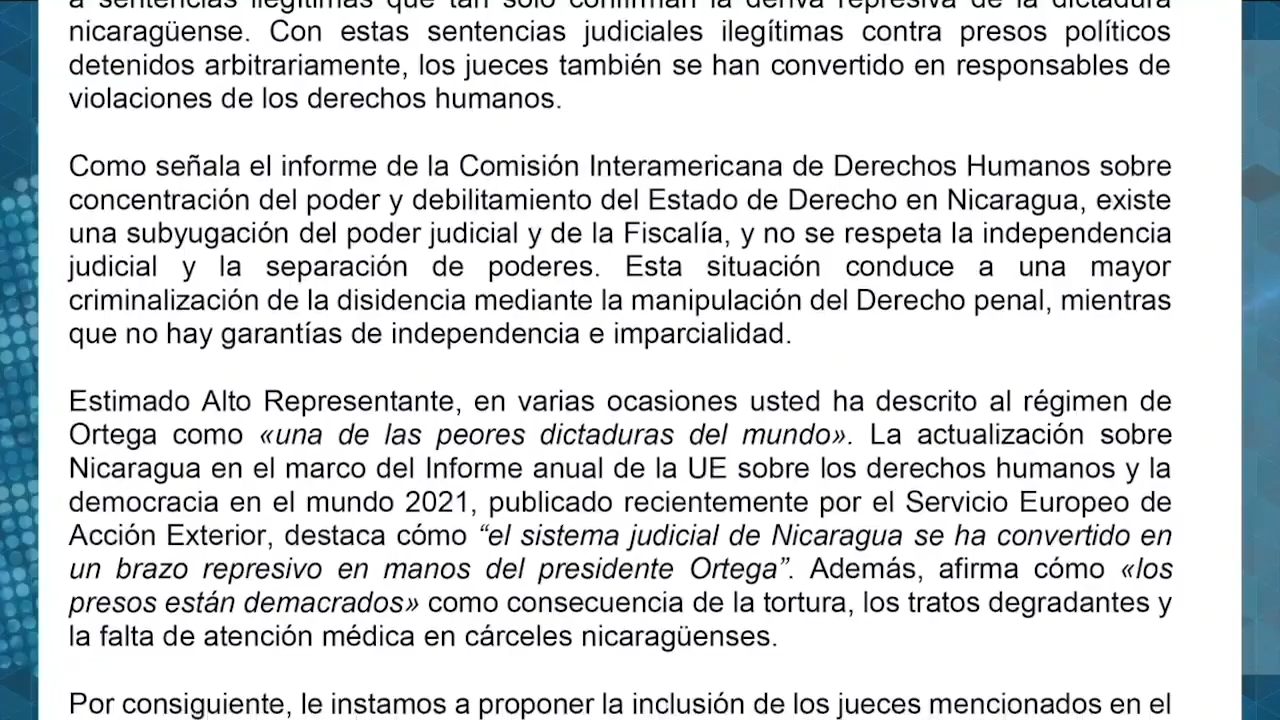 a sentencias ilegítimas que tan solo confirman la deriva represiva de la dictadura
nicaragüense. Con estas sentencias judiciales ilegítimas contra presos políticos
detenidos arbitrariamente, los jueces también se han convertido en responsables de
violaciones de los derechos humanos.
Como señala el informe de la Comisión Interamericana de Derechos Humanos sobre
concentración del poder y debilitamiento del Estado de Derecho en Nicaragua, existe
una subyugación del poder judicial y de la Fiscalía, y no se respeta la independencia
judicial y la separación de poderes. Esta situación conduce a una mayor
criminalización de la disidencia mediante la manipulación del Derecho penal, mientras
que no hay garantías de independencia e imparcialidad.
Estimado Alto Representante, en varias ocasiones usted ha descrito al régimen de
Ortega como «una de las peores dictaduras del mundo». La actualización sobre
Nicaragua en el marco del Informe anual de la UE sobre los derechos humanos y la
democracia en el mundo 2021, publicado recientemente por el Servicio Europeo de
Acción Exterior, destaca cómo “el sistema judicial de Nicaragua se ha convertido en
un brazo represivo en manos del presidente Ortega”. Además, afirma cómo «los
presos están demacrados» como consecuencia de la tortura, los tratos degradantes y
la falta de atención médica en cárceles nicaragüenses.
Por consiguiente, le instamos a proponer la inclusión de los jueces mencionados en el